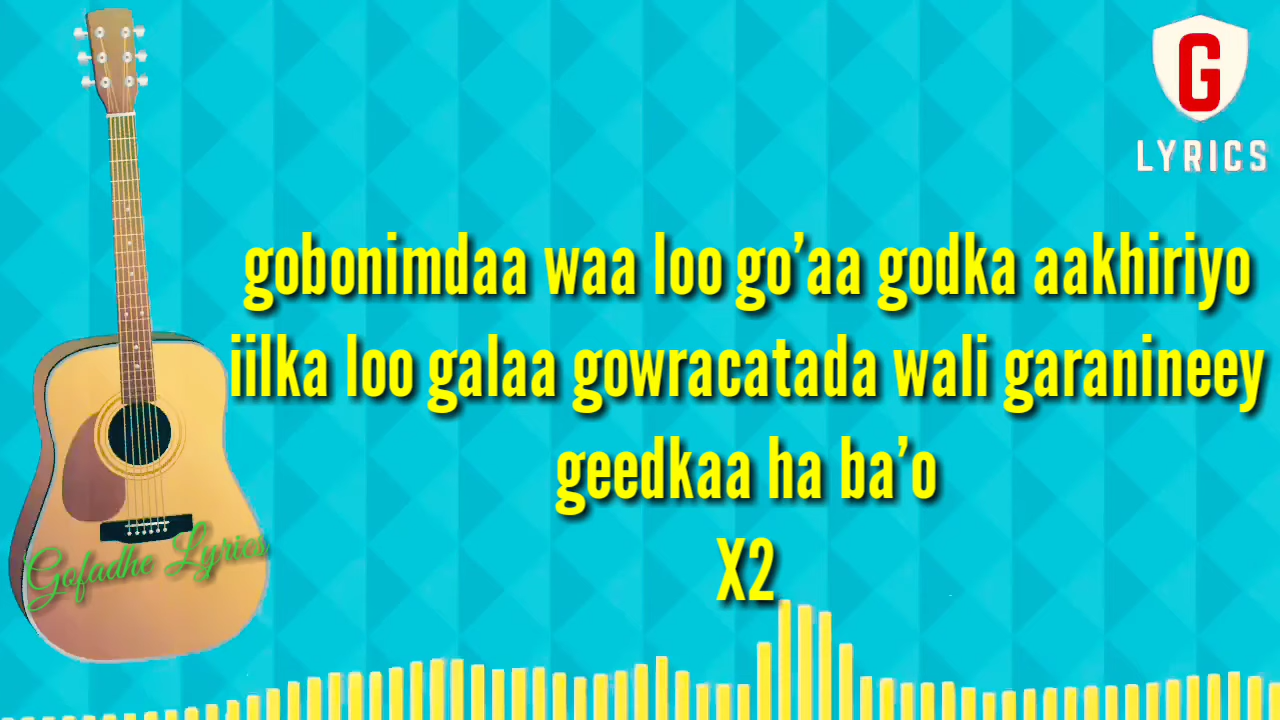 G
LYRICS
gobonimdaa waa loo go’aa godka aakhiriyo
iilka loo galaa gowracatada wali garanineey
geedkaa ha ba’o
X2
Gofadhe Lyrics